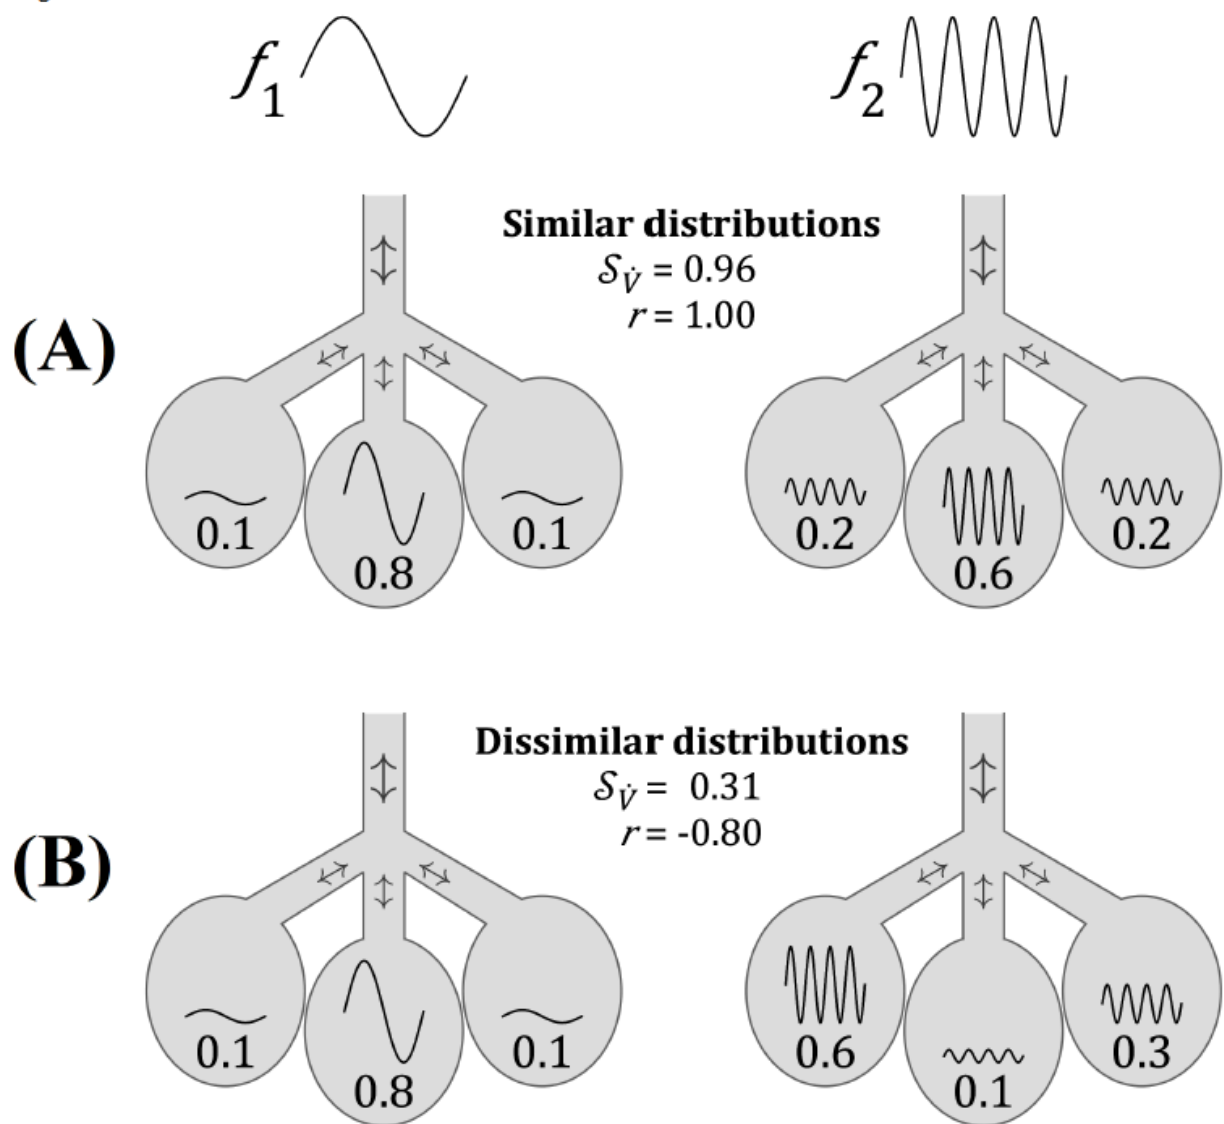 f₁
f₂
(A)
Similar distributions
𝒮_V̇ = 0.96
r = 1.00
0.1
0.8
0.1
0.2
0.6
0.2
(B)
Dissimilar distributions
𝒮_V̇ = 0.31
r = -0.80
0.1
0.8
0.1
0.6
0.1
0.3